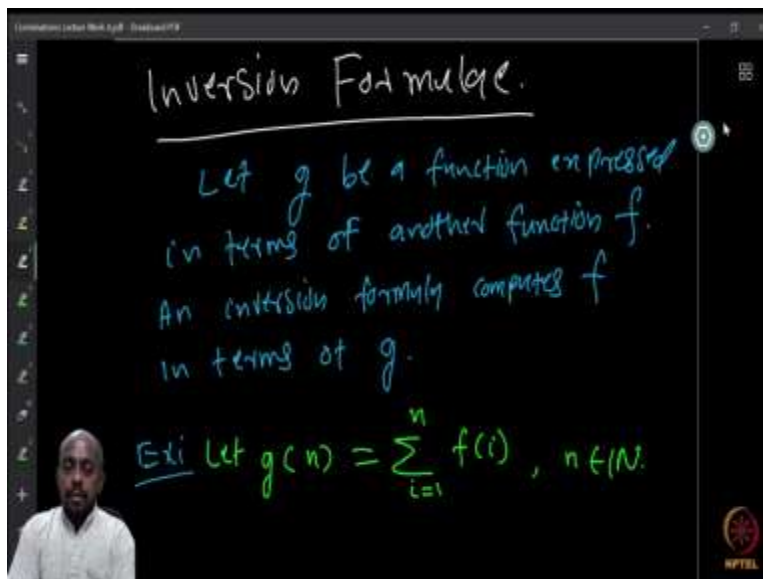 Inversion Formulae.
Let g be a function expressed
in terms of another function f.
An inversion formula computes f
in terms of g.
Ex: Let g(n) = ∑_{i=1}^{n} f(i), n ∈ ℕ.
NPTEL